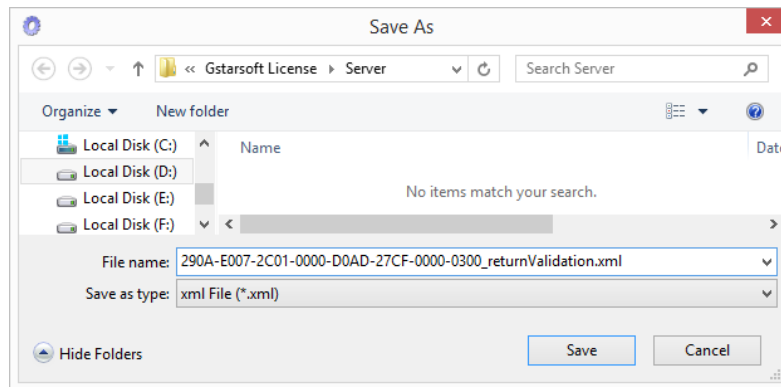 Save As
« Gstarsoft License Server
Search Server
Organize
New folder
Local Disk (C:)
Local Disk (D:)
Local Disk (E:)
Local Disk (F:)
Name
Dat
No items match your search.
File name: 290A-E007-2C01-0000-D0AD-27CF-0000-0300_returnValidation.xml
Save as type: xml File (*.xml)
Hide Folders
Save
Cancel